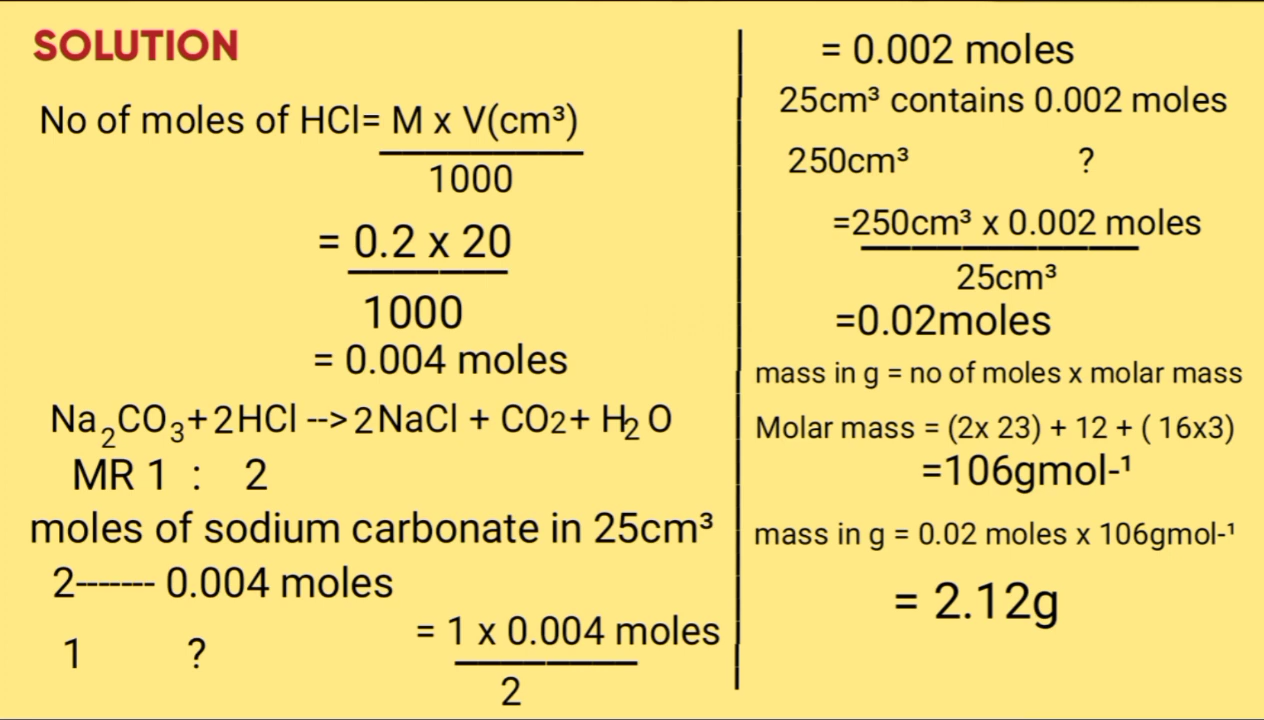 SOLUTION
No of moles of HCl= M x V(cm³)
1000
= 0.2 x 20
1000
= 0.004 moles
Na₂CO₃+2HCl -->2NaCl + CO2+ H₂ O
MR 1 : 2
moles of sodium carbonate in 25cm³
2------- 0.004 moles
1 ?
= 1 x 0.004 moles
2
= 0.002 moles
25cm³ contains 0.002 moles
250cm³ ?
=250cm³ x 0.002 moles
25cm³
=0.02moles
mass in g = no of moles x molar mass
Molar mass = (2x 23) + 12 + ( 16x3)
=106gmol-¹
mass in g = 0.02 moles x 106gmol-¹
= 2.12g